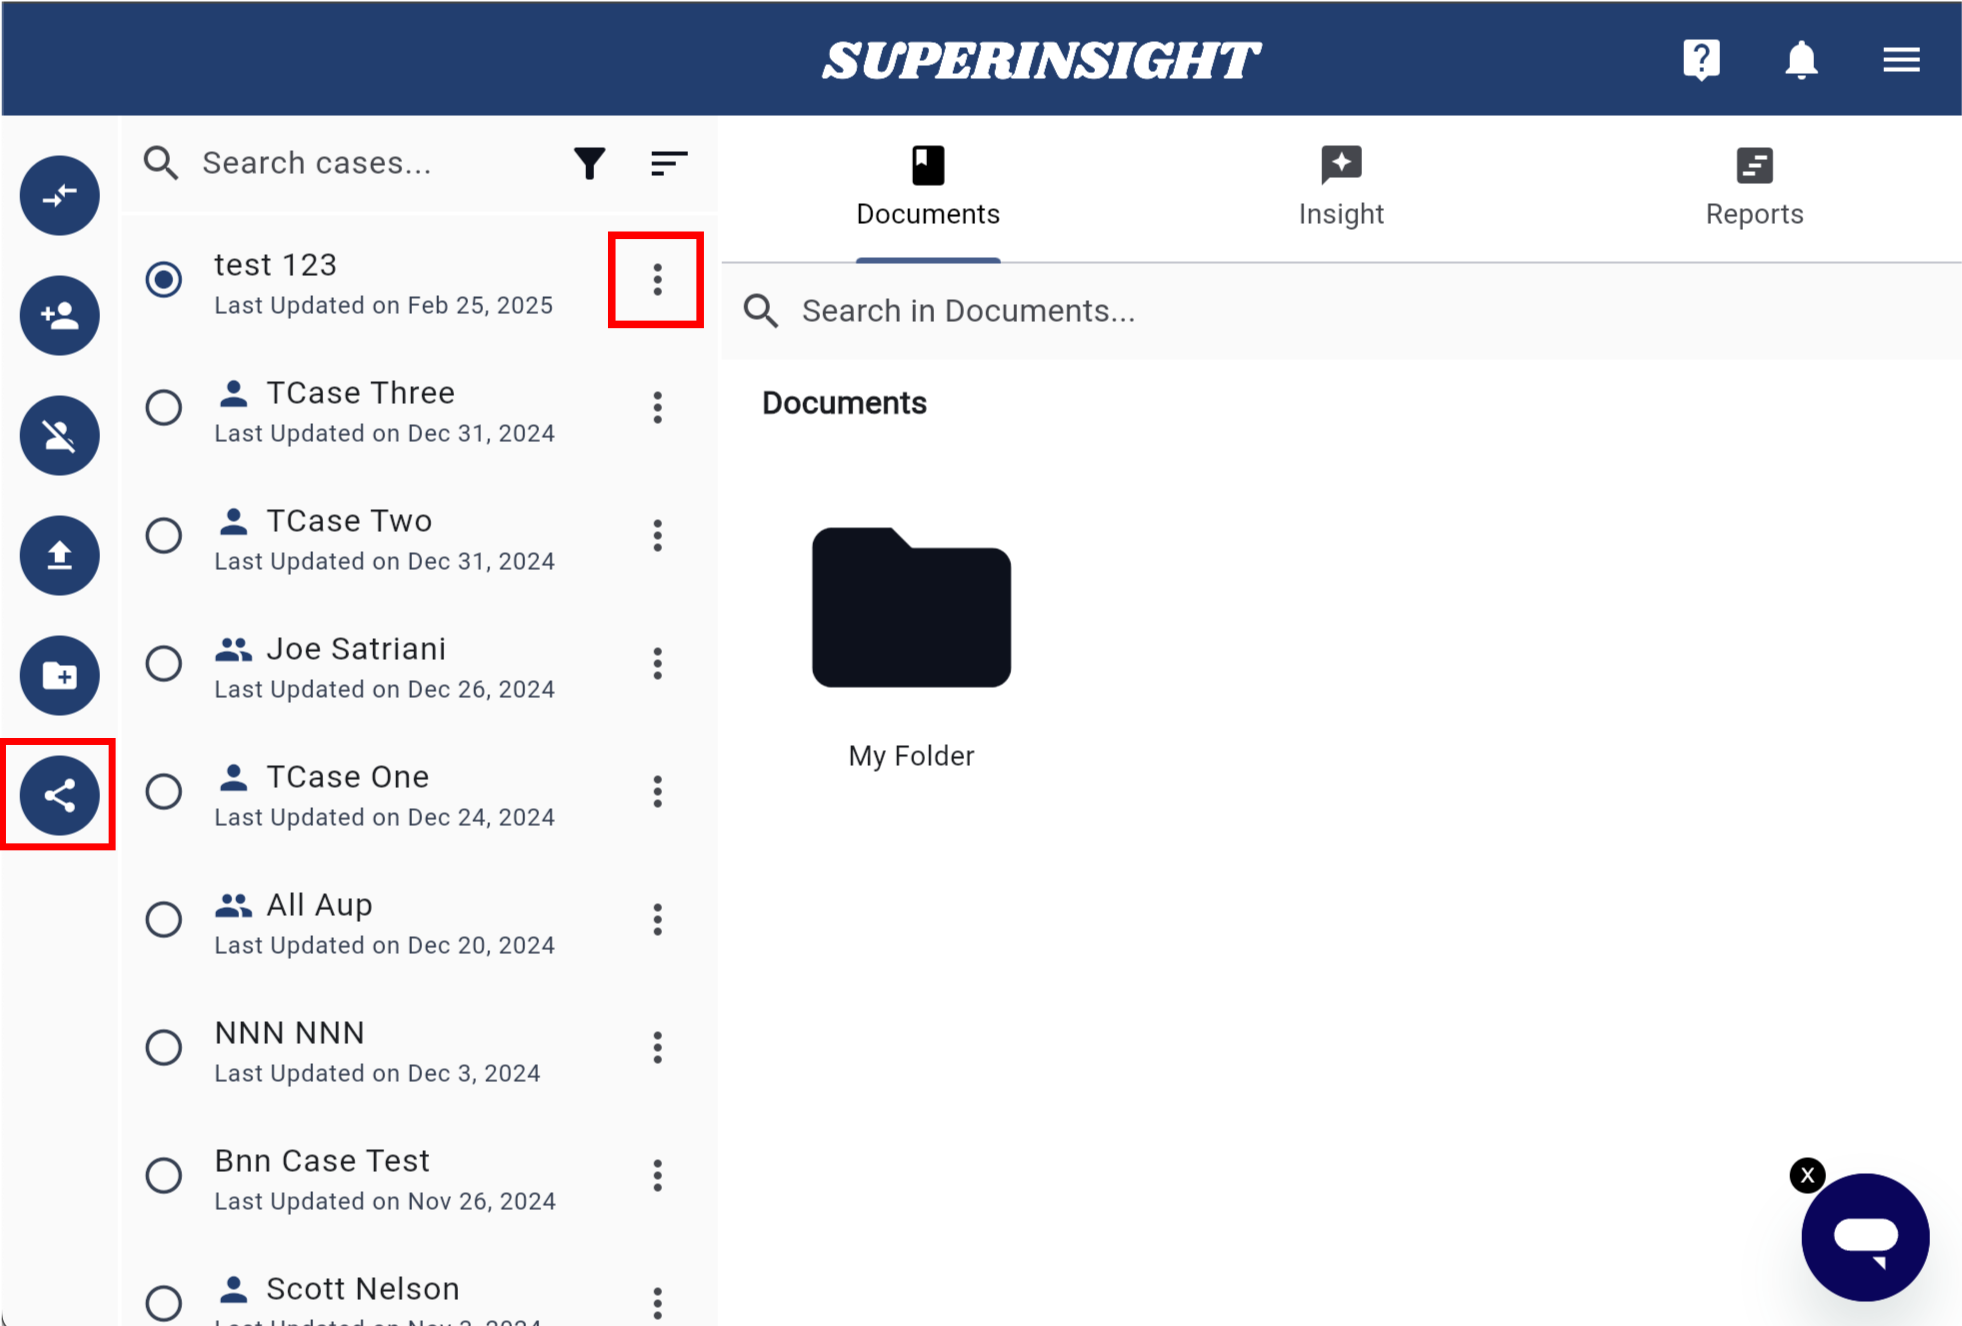 SUPERINSIGHT
Search cases...
test 123
Last Updated on Feb 25, 2025
TCase Three
Last Updated on Dec 31, 2024
TCase Two
Last Updated on Dec 31, 2024
Joe Satriani
Last Updated on Dec 26, 2024
TCase One
Last Updated on Dec 24, 2024
All Aup
Last Updated on Dec 20, 2024
NNN NNN
Last Updated on Dec 3, 2024
Bnn Case Test
Last Updated on Nov 26, 2024
Scott Nelson
Last Updated on Nov
Documents
Insight
Reports
Search in Documents...
Documents
My Folder
X